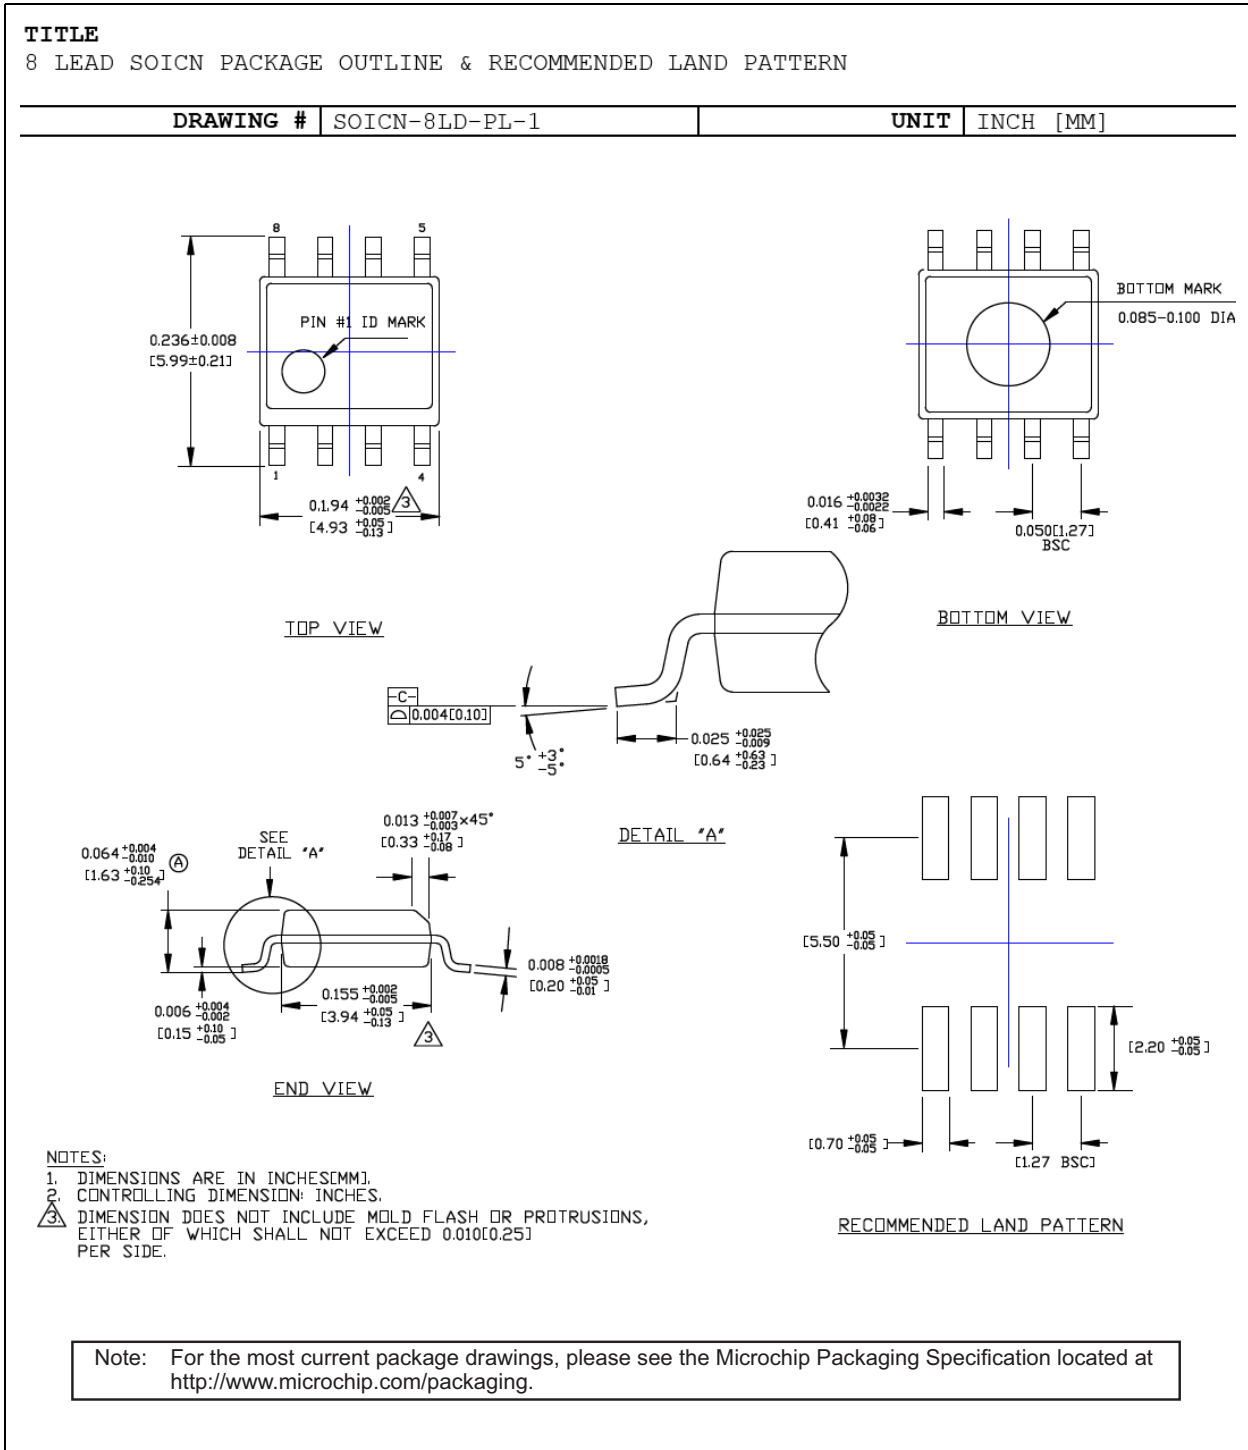 TITLE
8 LEAD SOICN PACKAGE OUTLINE & RECOMMENDED LAND PATTERN
DRAWING # SOICN-8LD-PL-1 UNIT INCH [MM]
8 5
PIN #1 ID MARK
0.236±0.008
[5.99±0.21]
1 4
0.1.94 +0.002 -0.005 3
[4.93 +0.05 -0.13 ]
TOP VIEW
BOTTOM MARK
0.085-0.100 DIA
0.016 +0.0032 -0.0022
[0.41 +0.08 -0.06 ]
0.050[1.27]
BSC
BOTTOM VIEW
-C-
0.004[0.10]
5° +3° -5°
0.025 +0.025 -0.009
[0.64 +0.63 -0.23 ]
DETAIL "A"
SEE
DETAIL "A"
0.013 +0.007 -0.003 ×45°
[0.33 +0.17 -0.08 ]
0.064 +0.004 -0.010 A
[1.63 +0.10 -0.254 ]
0.006 +0.004 -0.002
[0.15 +0.10 -0.05 ]
0.155 +0.002 -0.005
[3.94 +0.05 -0.13 ]
3
0.008 +0.0018 -0.0005
[0.20 +0.05 -0.01 ]
END VIEW
[5.50 +0.05 -0.05 ]
[2.20 +0.05 -0.05 ]
[0.70 +0.05 -0.05 ]
[1.27 BSC]
RECOMMENDED LAND PATTERN
NOTES:
1. DIMENSIONS ARE IN INCHES[MM].
2. CONTROLLING DIMENSION: INCHES.
3. DIMENSION DOES NOT INCLUDE MOLD FLASH OR PROTRUSIONS,
EITHER OF WHICH SHALL NOT EXCEED 0.010[0.25]
PER SIDE.
Note: For the most current package drawings, please see the Microchip Packaging Specification located at
http://www.microchip.com/packaging.